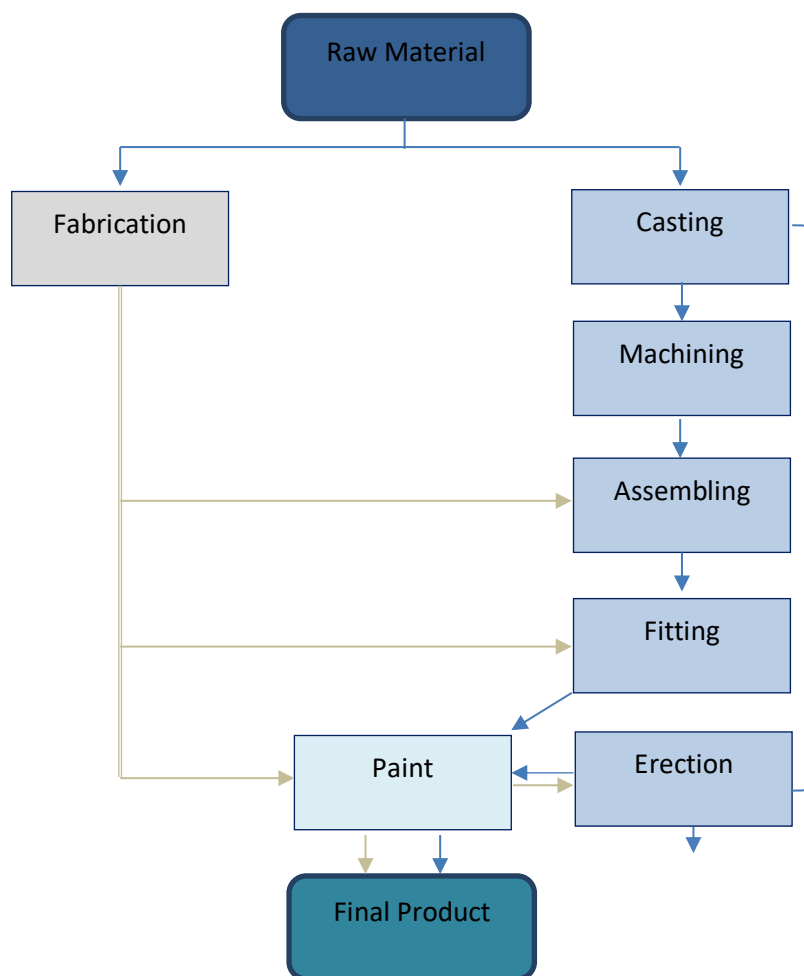 Raw Material
Fabrication
Casting
Machining
Assembling
Fitting
Paint
Erection
Final Product